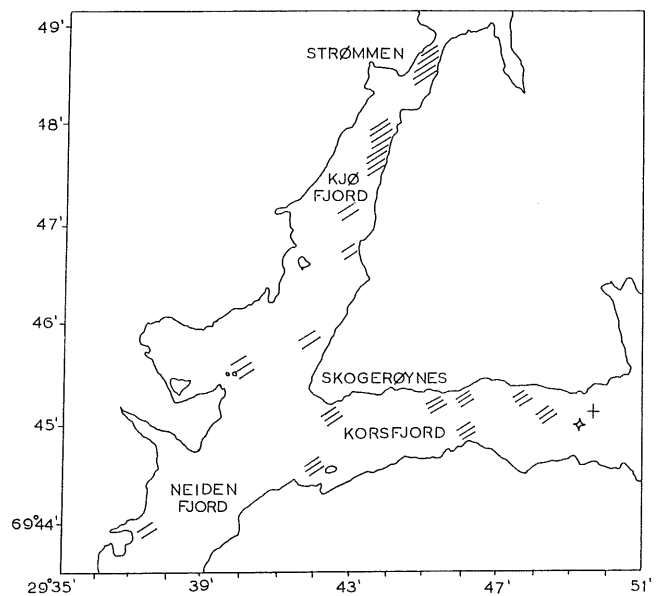 49'
STRØMMEN
48'
KJØ
FJORD
47'
46'
SKOGERØYNES
45'
KORSFJORD
NEIDEN
FJORD
69°44'
29°35' 39' 43' 47' 51'